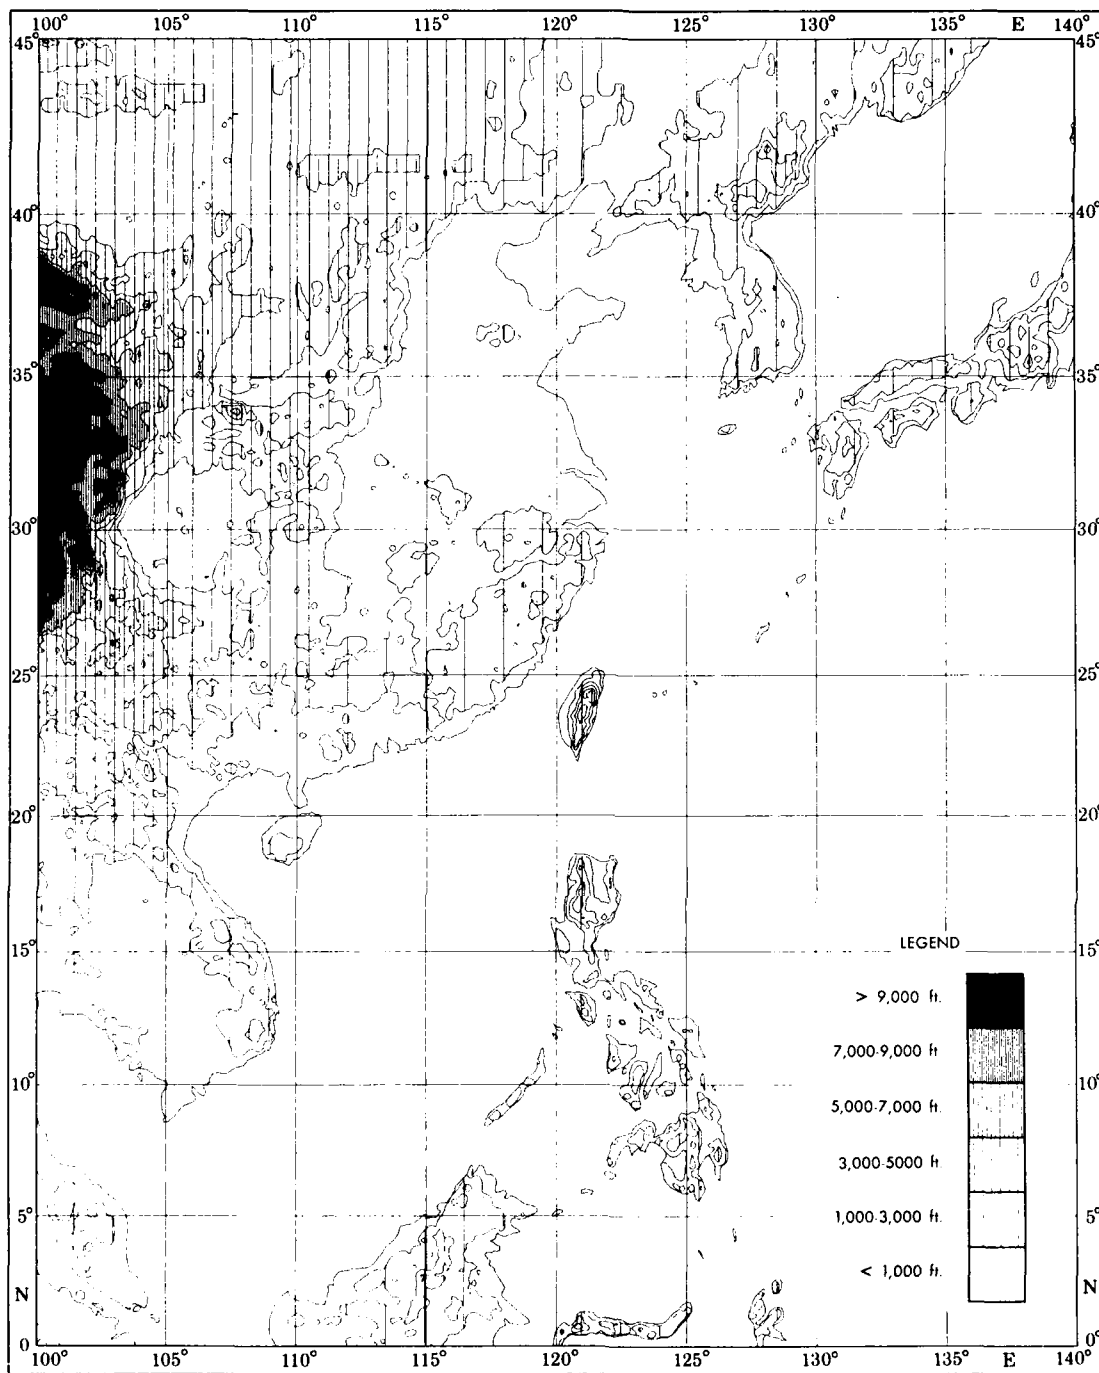 100° 105° 110° 115° 120° 125° 130° 135° E 140°
45° 45°
40° 40°
35° 35°
30° 30°
25° 25°
20° 20°
15° 15°
LEGEND
> 9,000 ft.
7,000-9,000 ft
10° 10°
5,000-7,000 ft.
3,000-5000 ft.
5° 5°
1,000-3,000 ft.
< 1,000 ft.
N N
0 0°
100° 105° 110° 115° 120° 125° 130° 135° E 140°